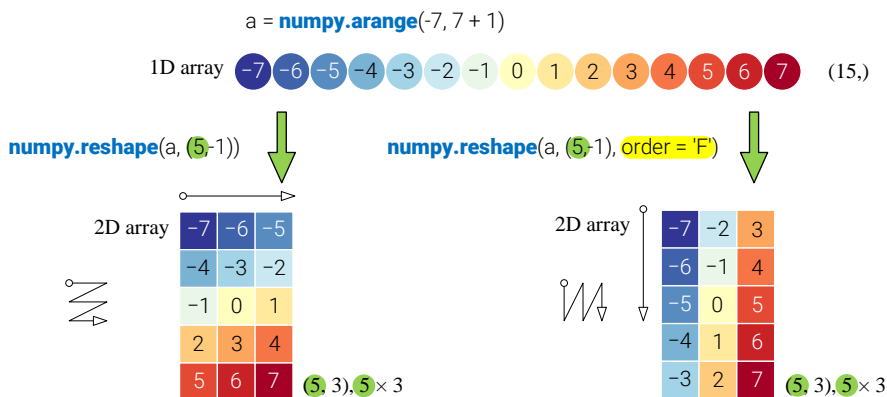 a = numpy.arange(-7, 7 + 1)
1D array −7 −6 −5 −4 −3 −2 −1 0 1 2 3 4 5 6 7 (15,)
numpy.reshape(a, (5,-1))
2D array
−7 −6 −5
−4 −3 −2
−1 0 1
2 3 4
5 6 7
(5, 3), 5 × 3
numpy.reshape(a, (5,-1), order = 'F')
2D array
−7 −2 3
−6 −1 4
−5 0 5
−4 1 6
−3 2 7
(5, 3), 5 × 3